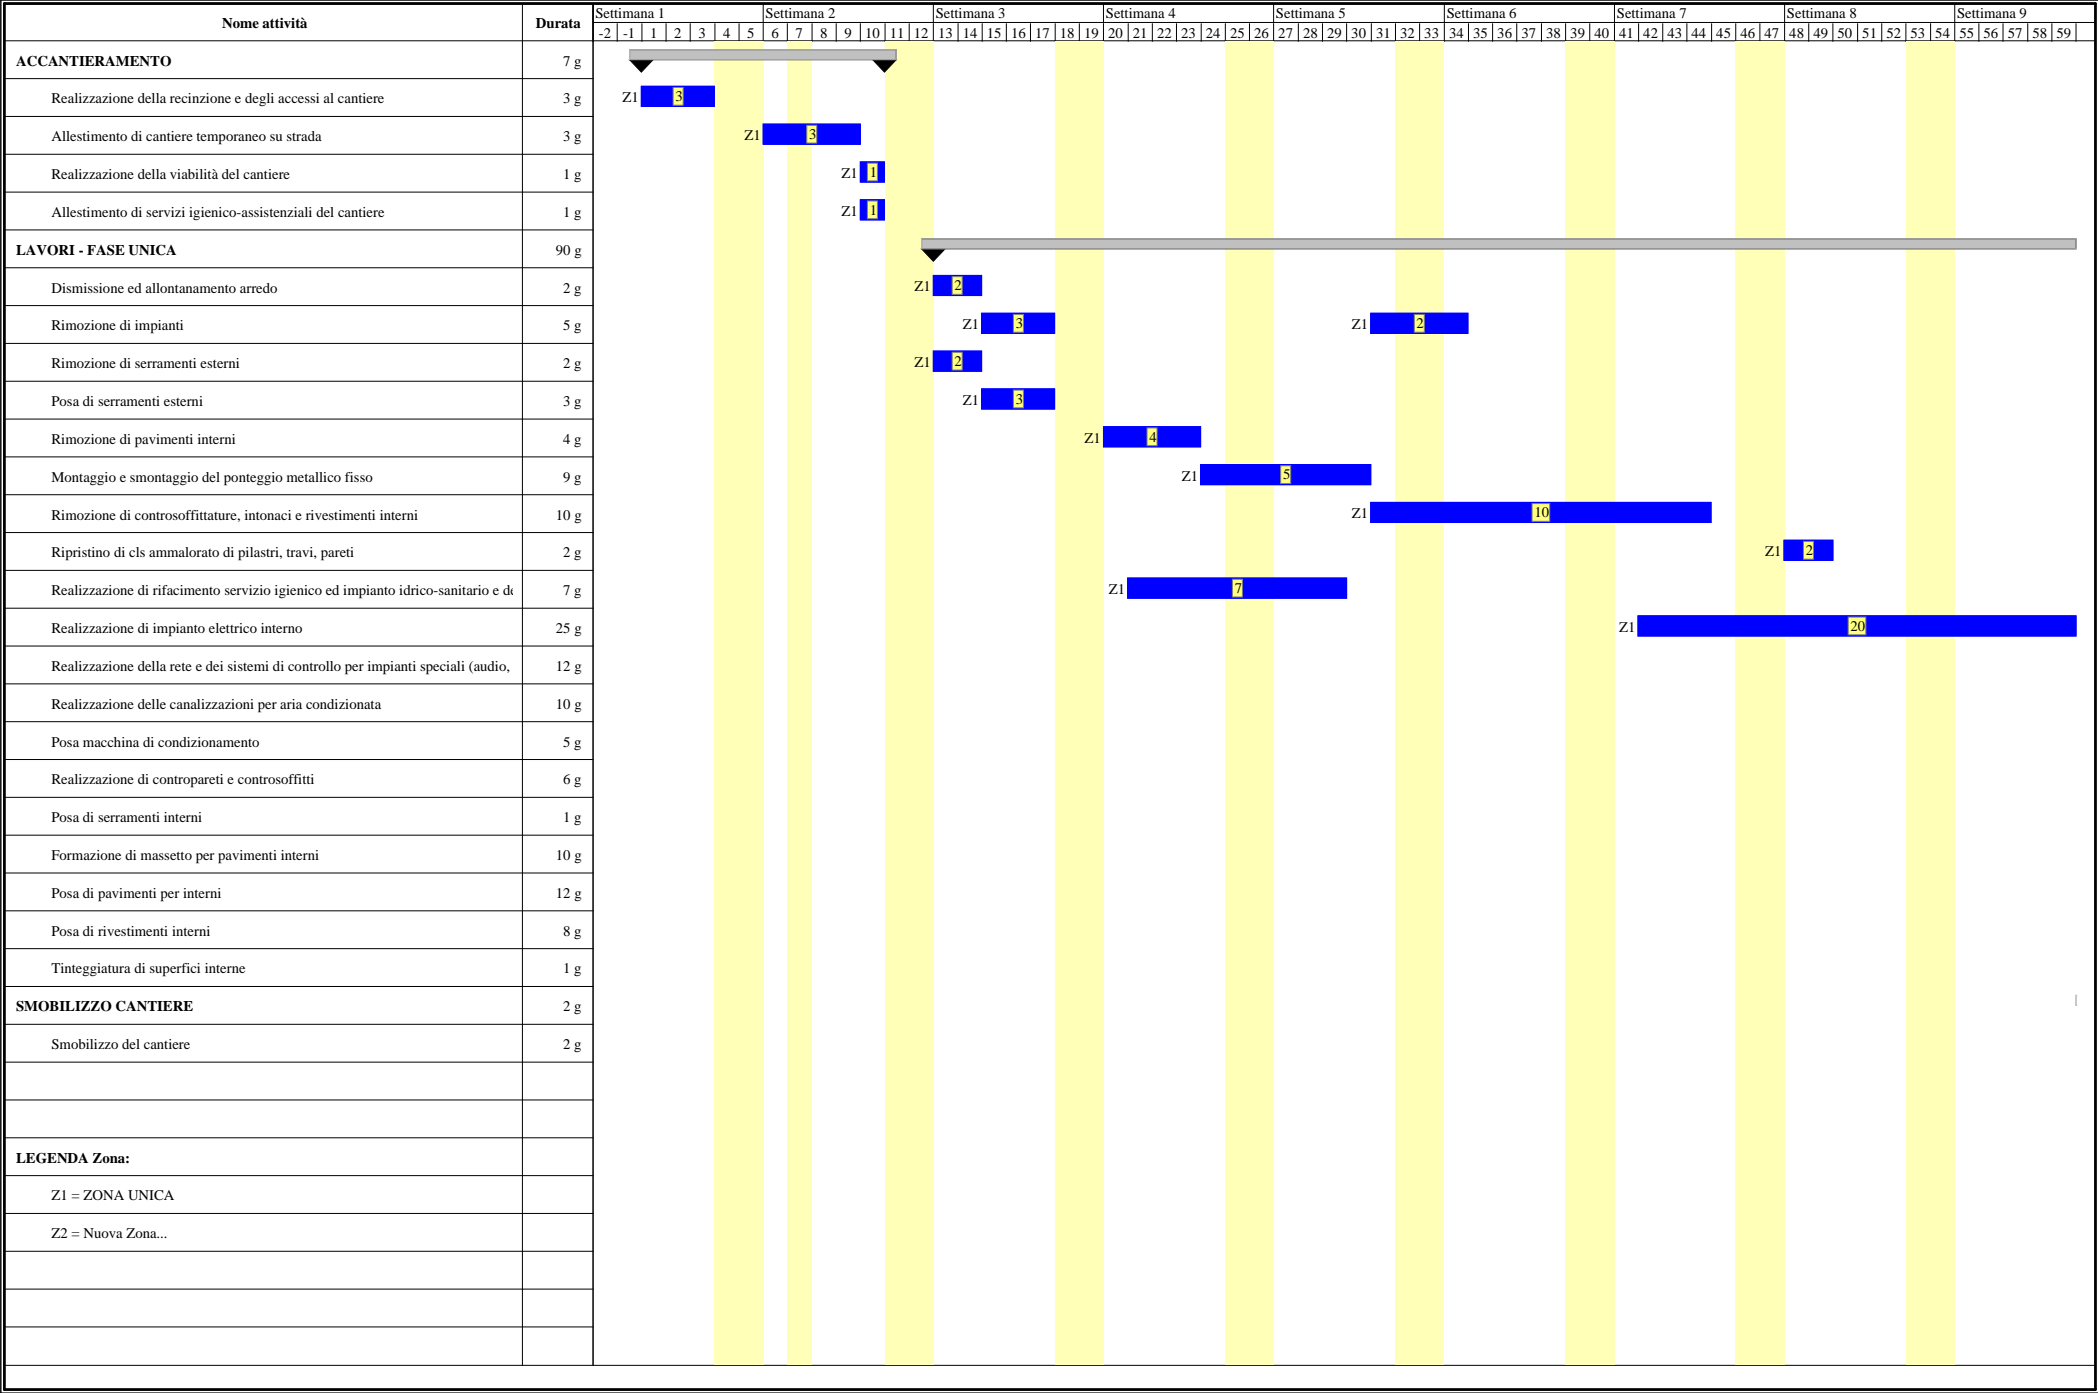 Nome attività Durata Settimana 1 Settimana 2 Settimana 3 Settimana 4 Settimana 5 Settimana 6 Settimana 7 Settimana 8 Settimana 9
-2 -1 1 2 3 4 5 6 7 8 9 10 11 12 13 14 15 16 17 18 19 20 21 22 23 24 25 26 27 28 29 30 31 32 33 34 35 36 37 38 39 40 41 42 43 44 45 46 47 48 49 50 51 52 53 54 55 56 57 58 59
ACCANTIERAMENTO 7 g
Realizzazione della recinzione e degli accessi al cantiere 3 g Z1 3
Allestimento di cantiere temporaneo su strada 3 g Z1 3
Realizzazione della viabilità del cantiere 1 g Z1 1
Allestimento di servizi igienico-assistenziali del cantiere 1 g Z1 1
LAVORI - FASE UNICA 90 g
Dismissione ed allontanamento arredo 2 g Z1 2
Rimozione di impianti 5 g Z1 3 Z1 2
Rimozione di serramenti esterni 2 g Z1 2
Posa di serramenti esterni 3 g Z1 3
Rimozione di pavimenti interni 4 g Z1 4
Montaggio e smontaggio del ponteggio metallico fisso 9 g Z1 5
Rimozione di controsoffittature, intonaci e rivestimenti interni 10 g Z1 10
Ripristino di cls ammalorato di pilastri, travi, pareti 2 g Z1 2
Realizzazione di rifacimento servizio igienico ed impianto idrico-sanitario e de 7 g Z1 7
Realizzazione di impianto elettrico interno 25 g Z1 20
Realizzazione della rete e dei sistemi di controllo per impianti speciali (audio, 12 g
Realizzazione delle canalizzazioni per aria condizionata 10 g
Posa macchina di condizionamento 5 g
Realizzazione di contropareti e controsoffitti 6 g
Posa di serramenti interni 1 g
Formazione di massetto per pavimenti interni 10 g
Posa di pavimenti per interni 12 g
Posa di rivestimenti interni 8 g
Tinteggiatura di superfici interne 1 g
SMOBILIZZO CANTIERE 2 g
Smobilizzo del cantiere 2 g
LEGENDA Zona:
Z1 = ZONA UNICA
Z2 = Nuova Zona...